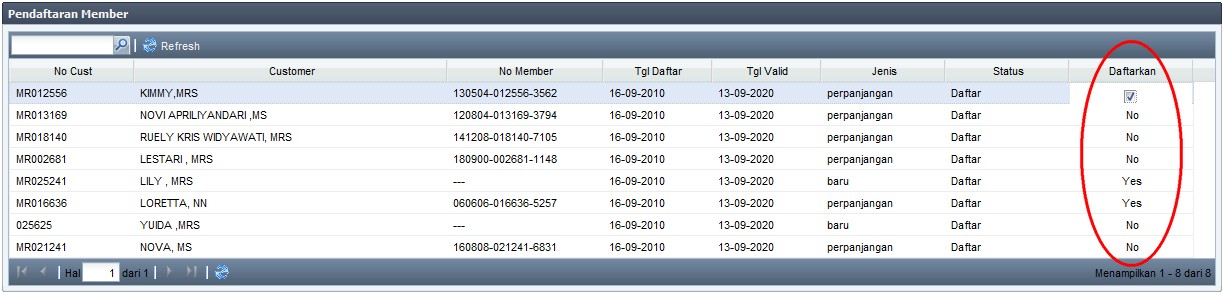 Pendaftaran Member
Refresh
No Cust Customer No Member Tgl Daftar Tgl Valid Jenis Status Daftarkan
MR012556 KIMMY,MRS 130504-012556-3562 16-09-2010 13-09-2020 perpanjangan Daftar
MR013169 NOVI APRILIYANDARI ,MS 120804-013169-3794 16-09-2010 13-09-2020 perpanjangan Daftar No
MR018140 RUELY KRIS WIDYAWATI, MRS 141208-018140-7105 16-09-2010 13-09-2020 perpanjangan Daftar No
MR002681 LESTARI , MRS 180900-002681-1148 16-09-2010 13-09-2020 perpanjangan Daftar No
MR025241 LILY , MRS --- 16-09-2010 13-09-2020 baru Daftar Yes
MR016636 LORETTA, NN 060606-016636-5257 16-09-2010 13-09-2020 perpanjangan Daftar Yes
025625 YUIDA ,MRS --- 16-09-2010 13-09-2020 baru Daftar No
MR021241 NOVA, MS 160808-021241-6831 16-09-2010 13-09-2020 perpanjangan Daftar No
Hal 1 dari 1 Menampilkan 1 - 8 dari 8